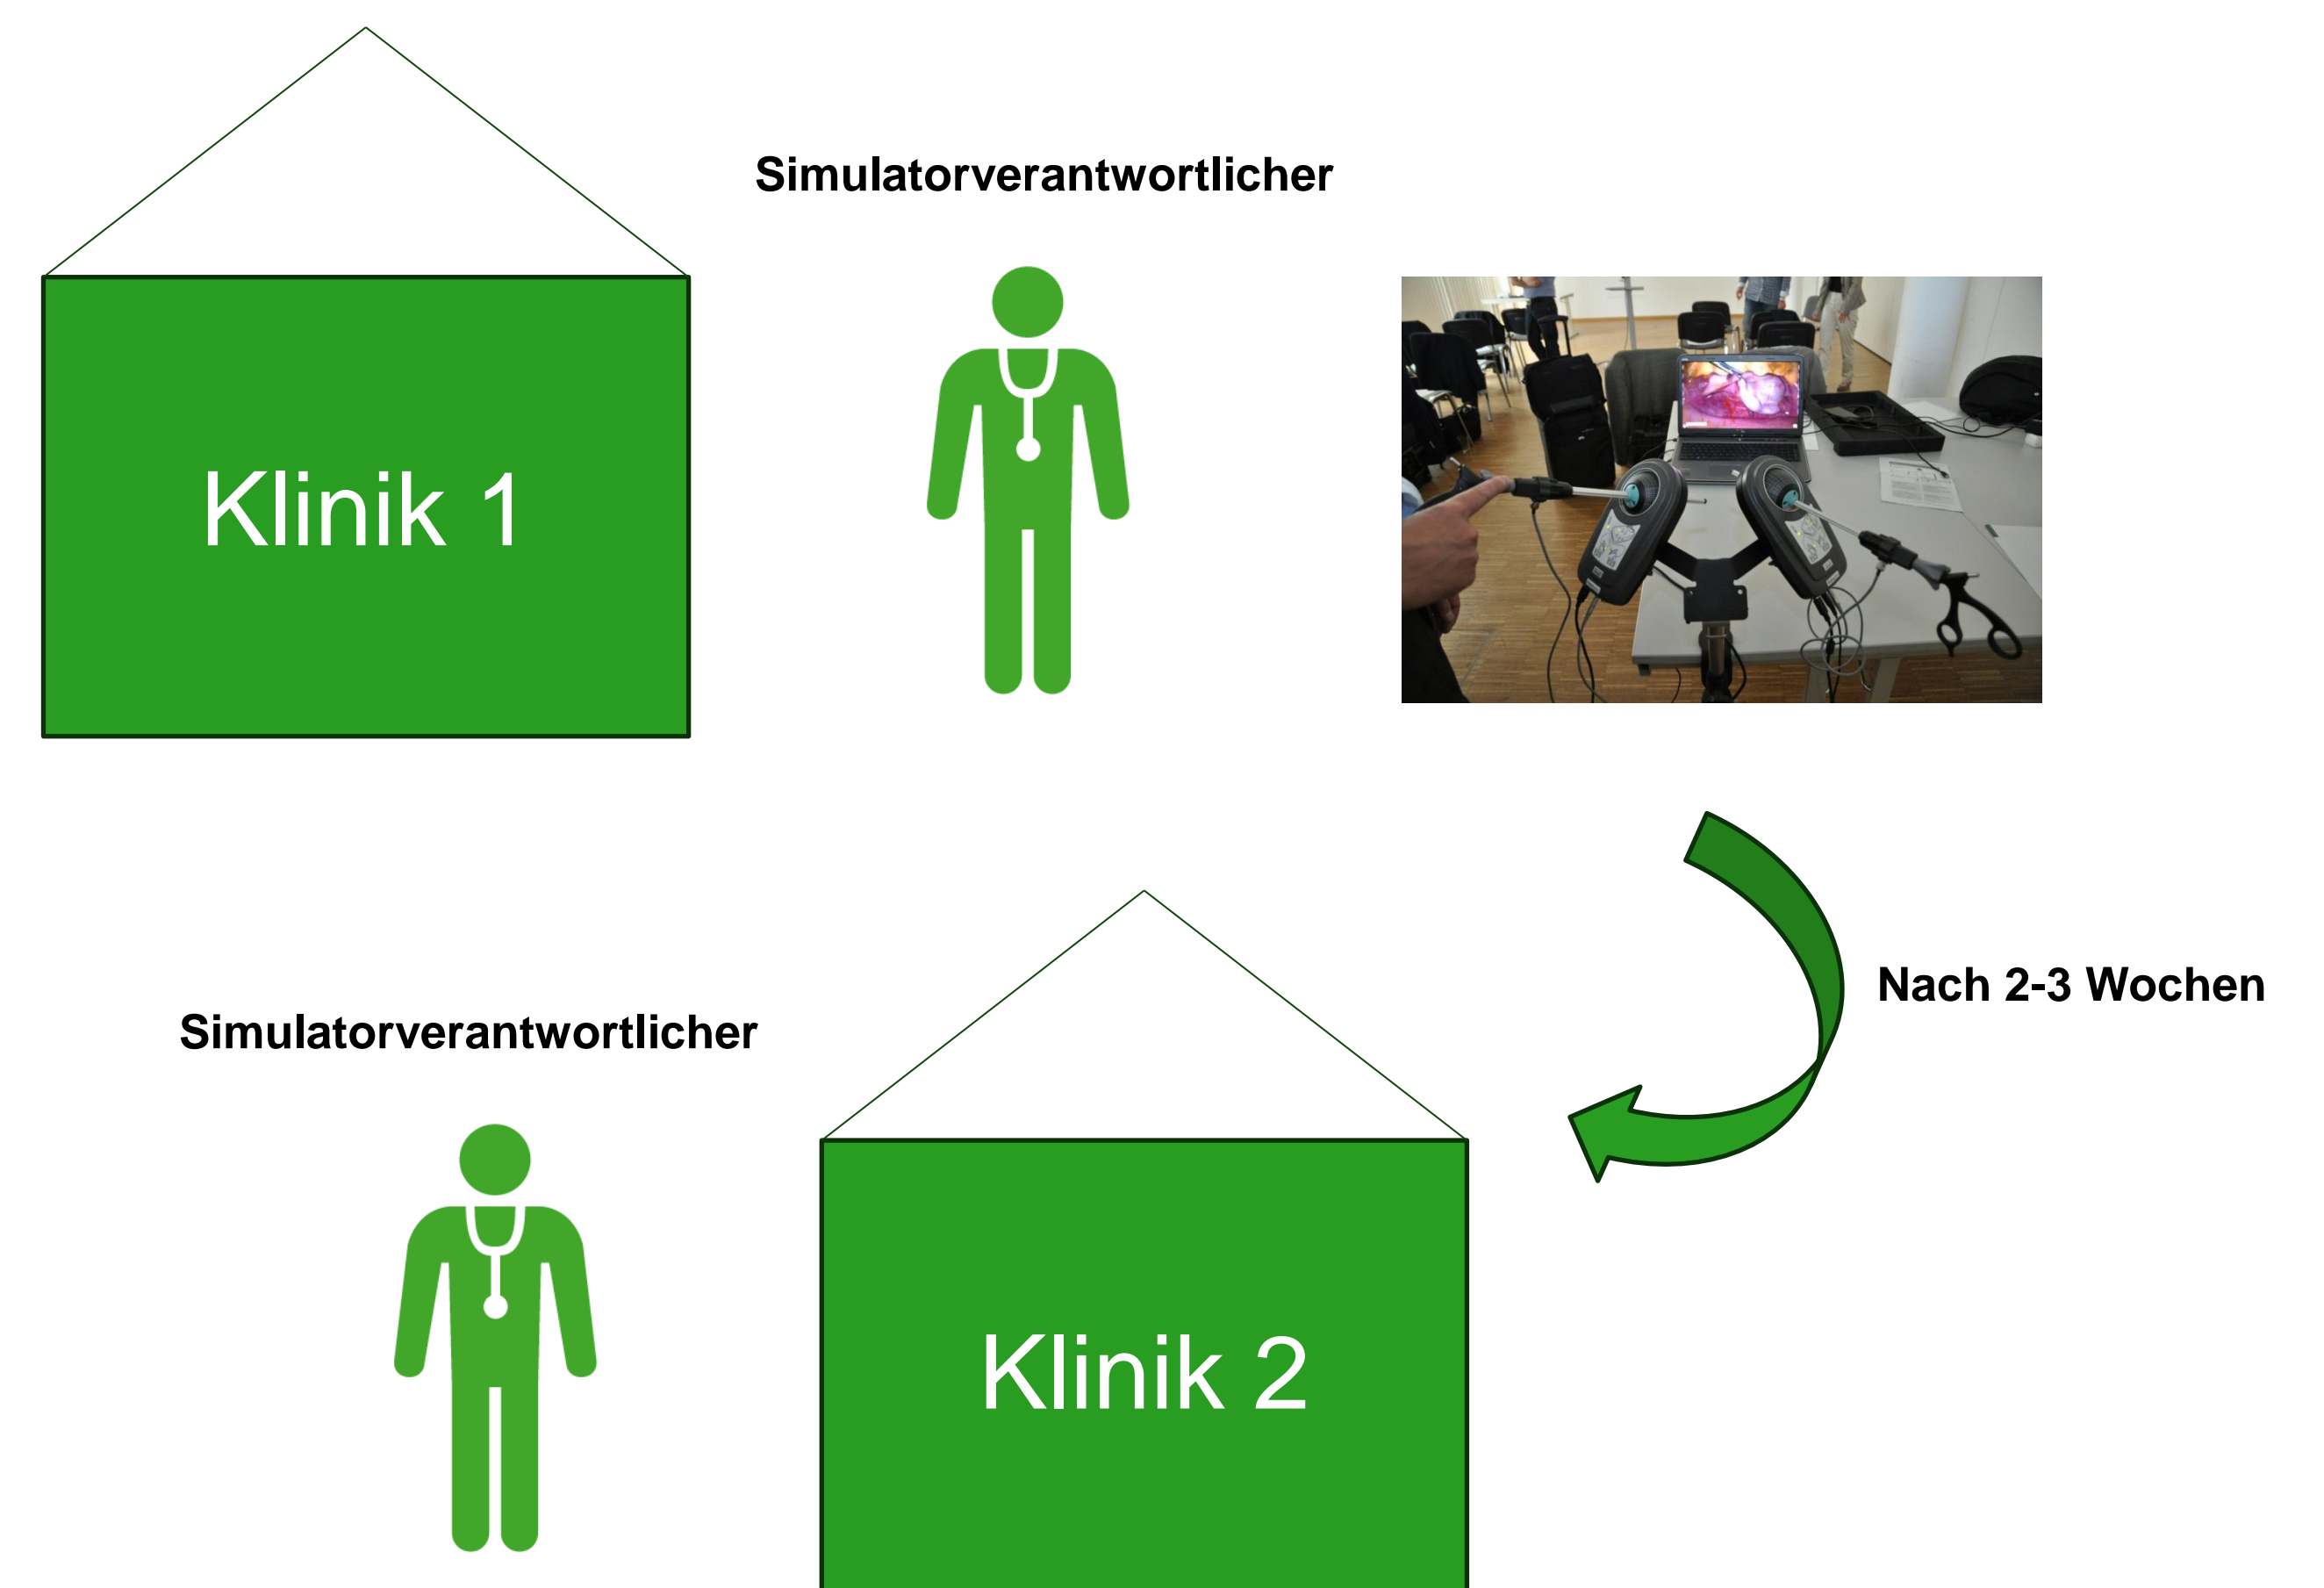 Simulatorverantwortlicher
Klinik 1
Nach 2-3 Wochen
Simulatorverantwortlicher
Klinik 2